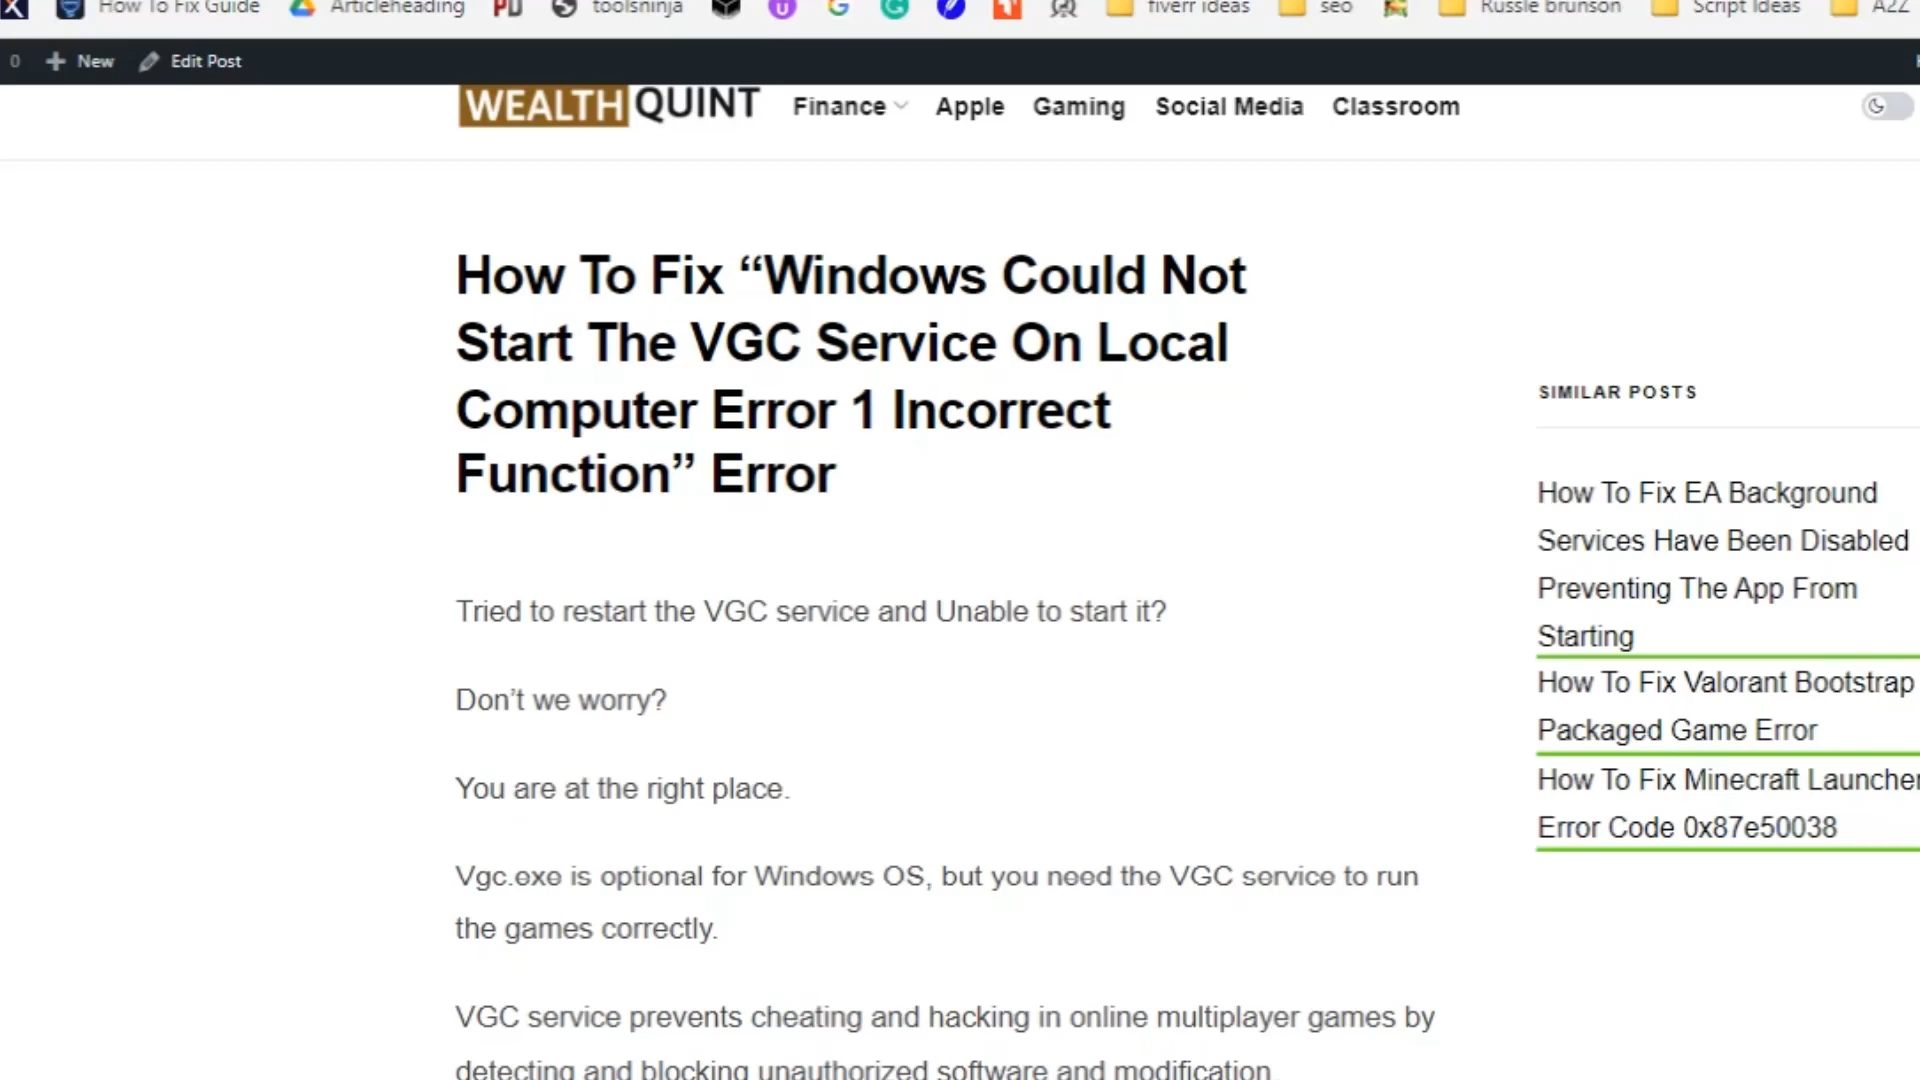 How To Fix Guide Articleheading toolsninja fiverr ideas seo Russle brunson Script Ideas A2Z
0 New Edit Post
WEALTH QUINT Finance Apple Gaming Social Media Classroom
How To Fix “Windows Could Not
Start The VGC Service On Local
Computer Error 1 Incorrect
Function” Error
Tried to restart the VGC service and Unable to start it?
Don’t we worry?
You are at the right place.
Vgc.exe is optional for Windows OS, but you need the VGC service to run
the games correctly.
VGC service prevents cheating and hacking in online multiplayer games by
detecting and blocking unauthorized software and modification.
SIMILAR POSTS
How To Fix EA Background
Services Have Been Disabled
Preventing The App From
Starting
How To Fix Valorant Bootstrap
Packaged Game Error
How To Fix Minecraft Launcher
Error Code 0x87e50038